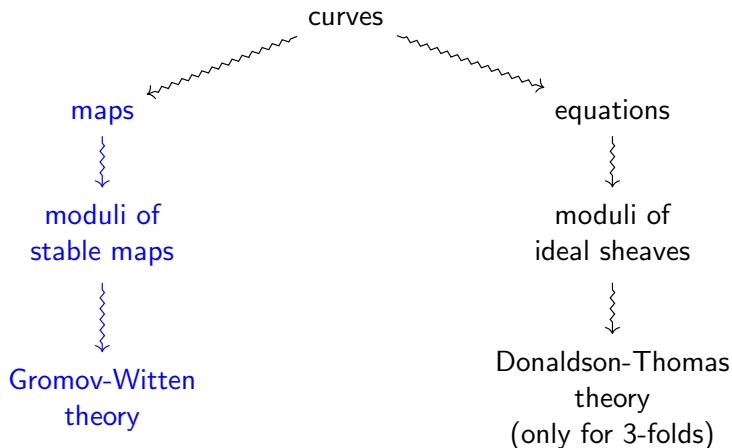 curves
maps
equations
moduli of
stable maps
moduli of
ideal sheaves
Gromov-Witten
theory
Donaldson-Thomas
theory
(only for 3-folds)